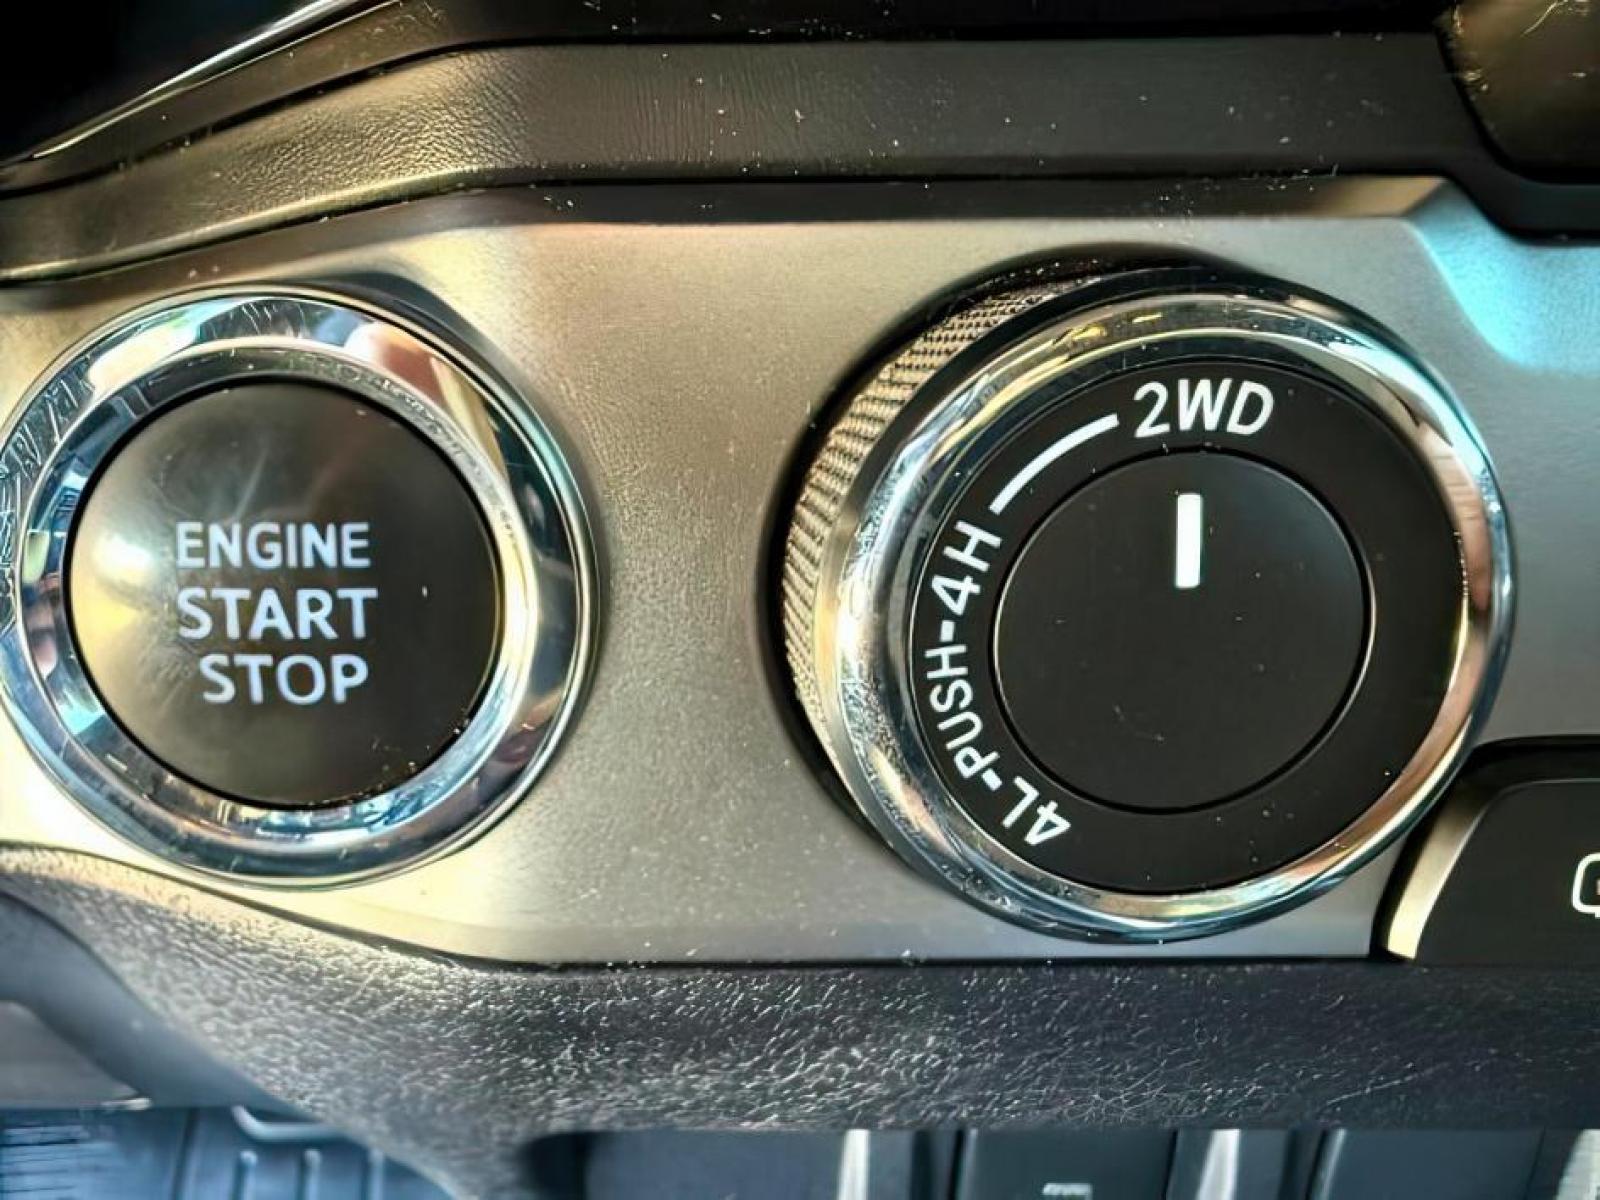 ENGINE
START
STOP
2WD
4L-PUSH-4H